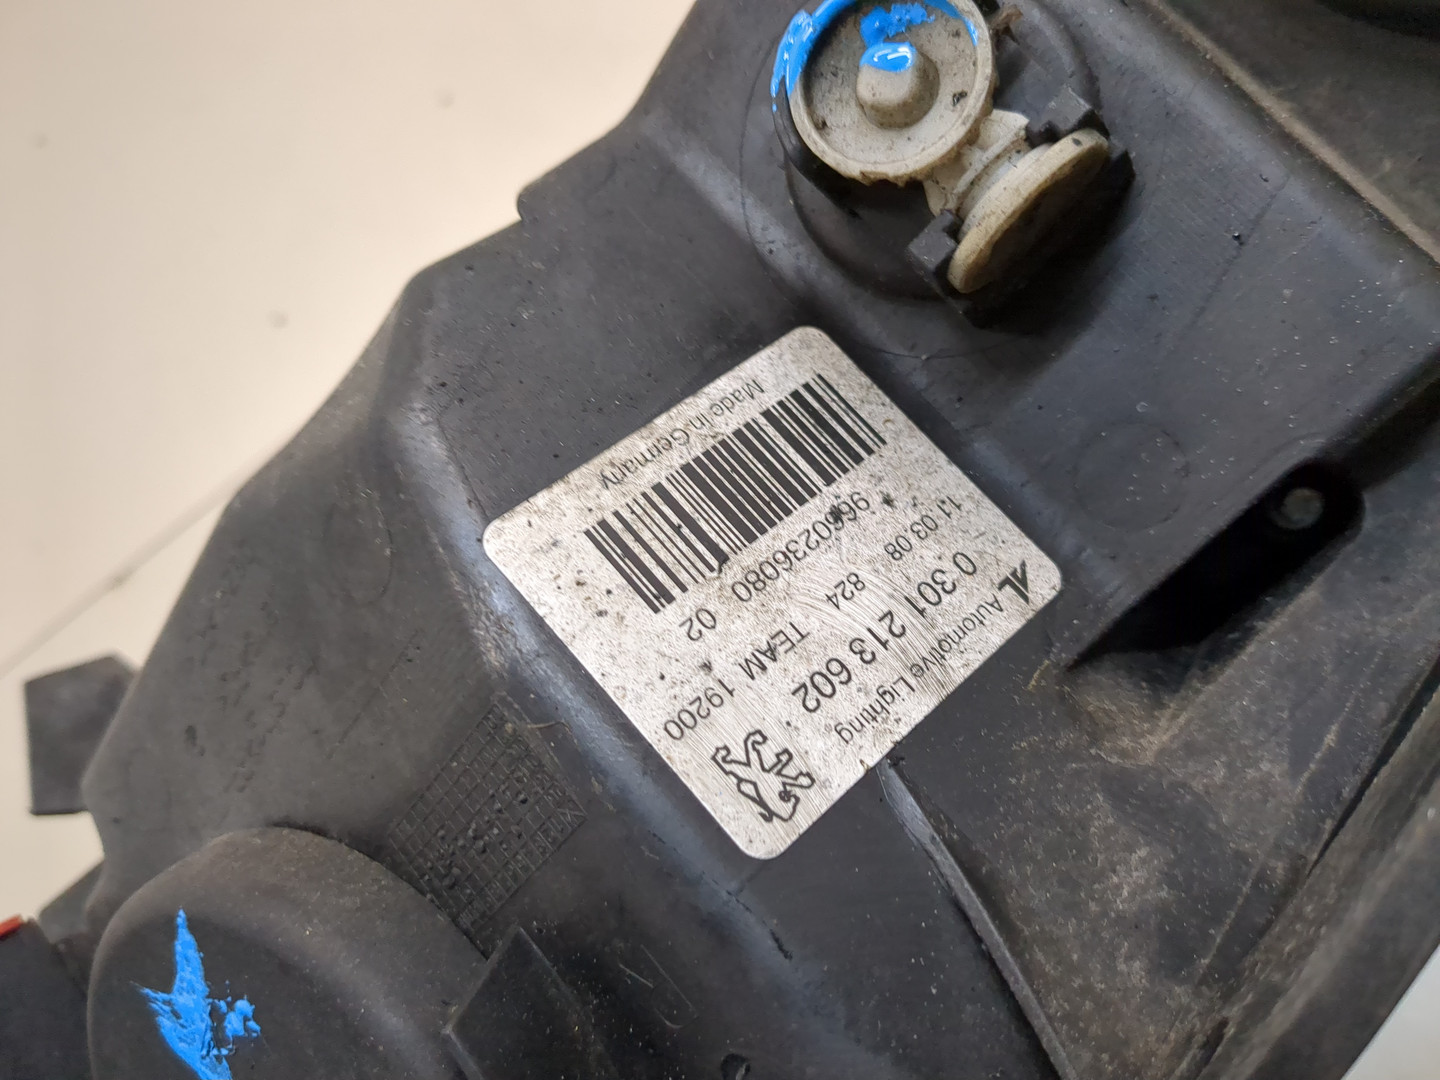 Automotive Lighting
0 301 213 602
11 03 08 824 TEAM 19200
9660236080 02
Made in Germany